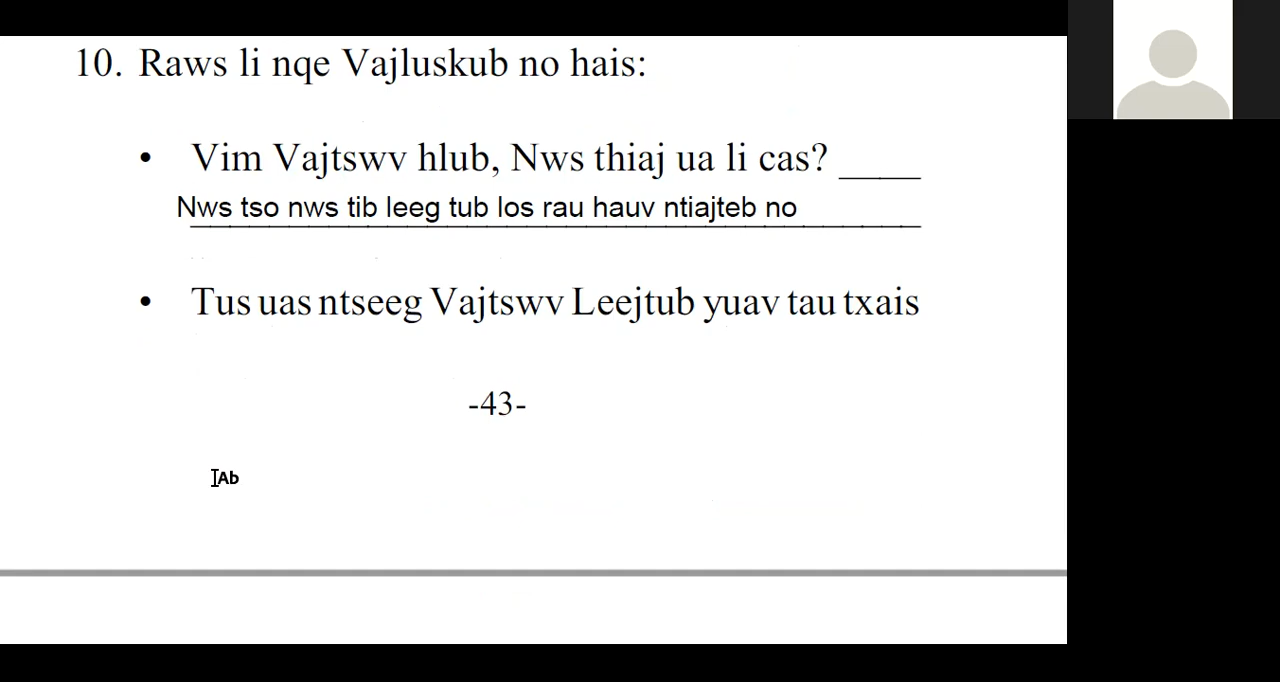 10. Raws li nqe Vajluskub no hais:
• Vim Vajtswv hlub, Nws thiaj ua li cas? ____
Nws tso nws tib leeg tub los rau hauv ntiajteb no
• Tus uas ntseeg Vajtswv Leejtub yuav tau txais
-43-
Ab